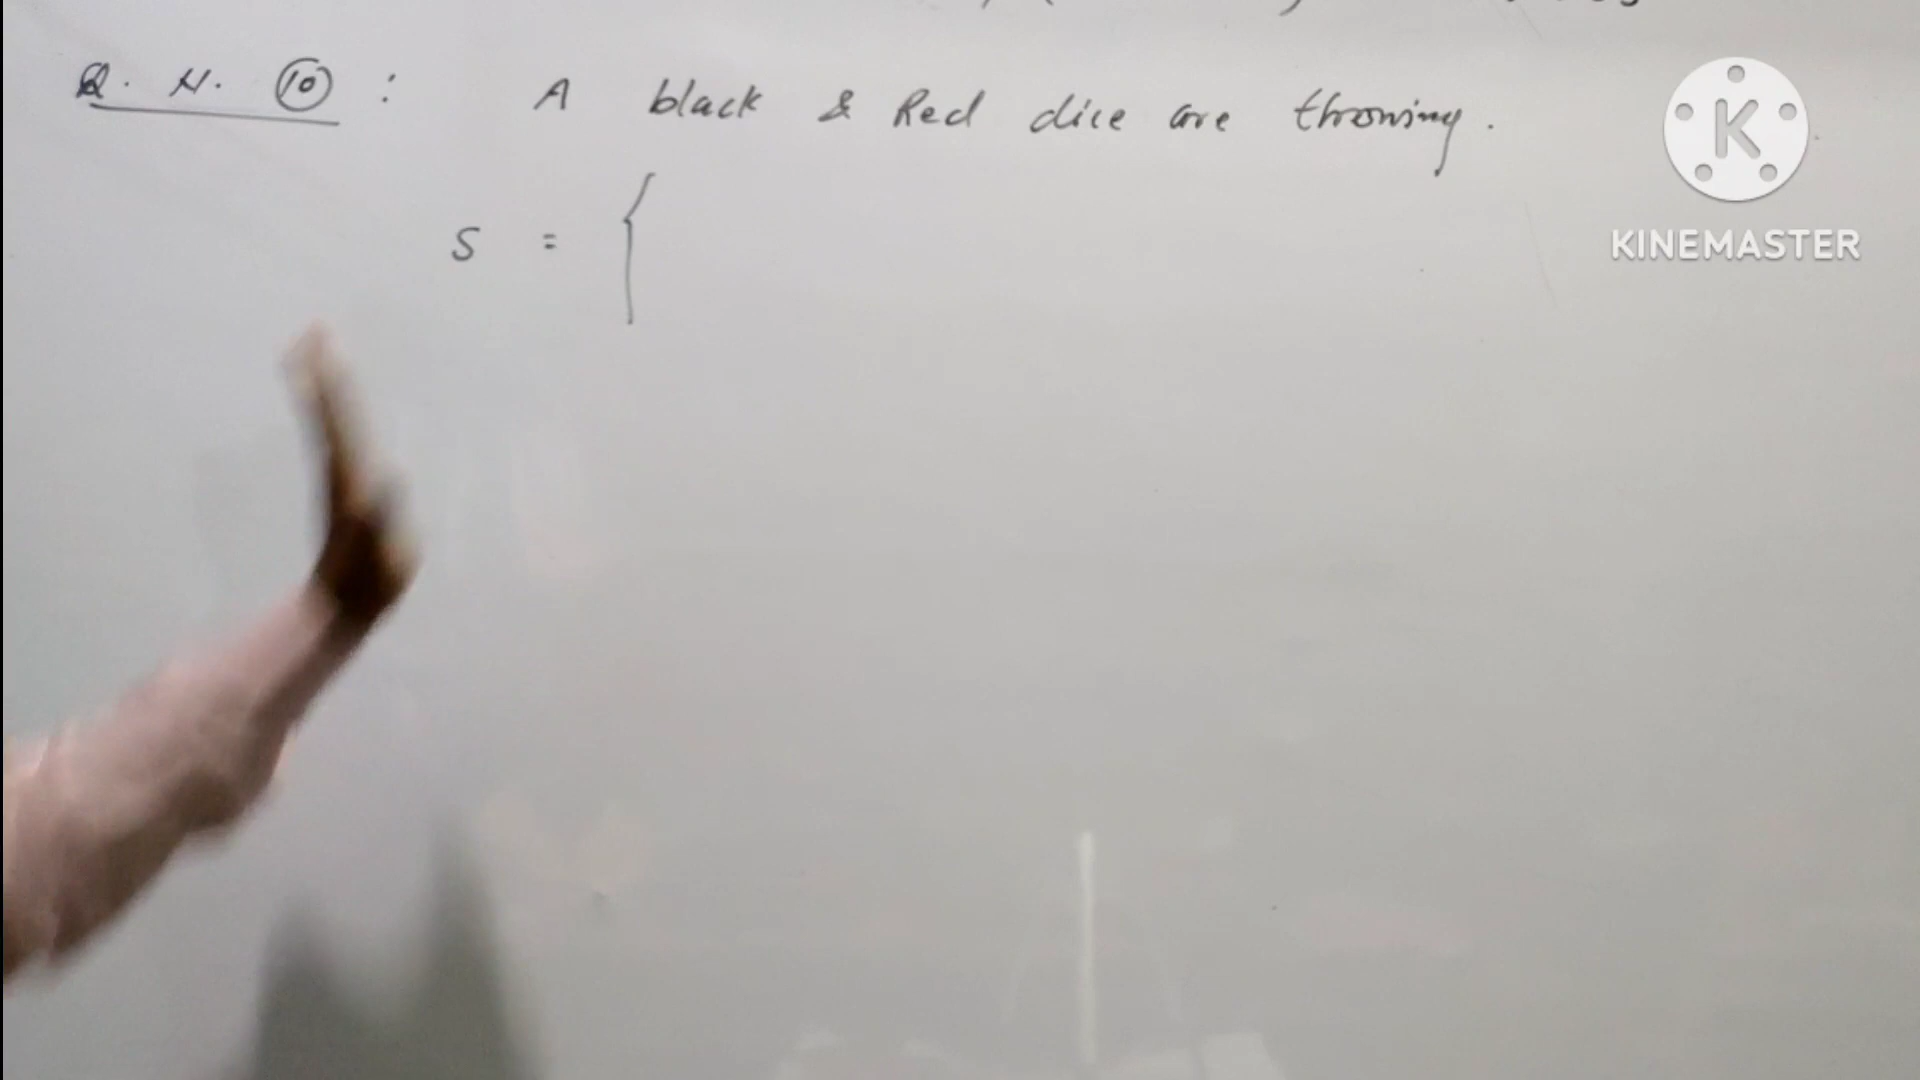 Q. N. 10 : A black & Red dice are throwing.
S = {
K
KINEMASTER